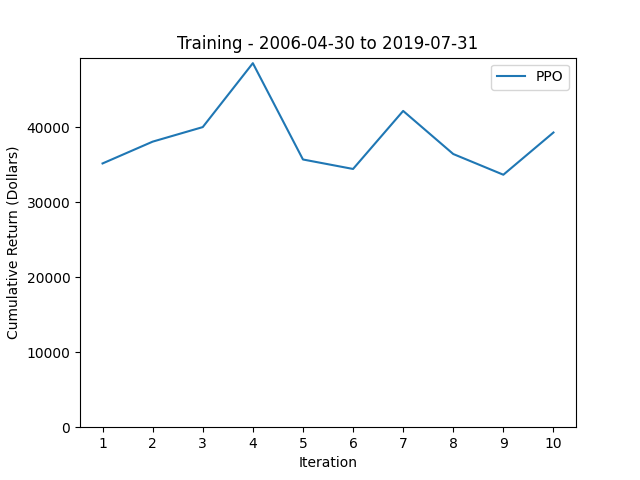 Training - 2006-04-30 to 2019-07-31
PPO
Cumulative Return (Dollars)
40000
30000
20000
10000
0
1 2 3 4 5 6 7 8 9 10
Iteration